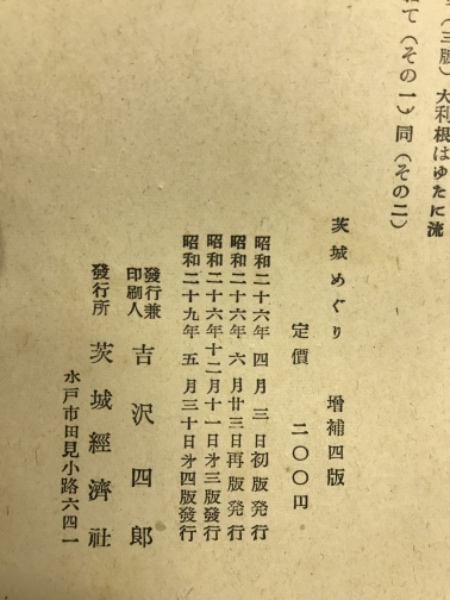 (三版)大利根はゆたに流
て(その一)同(その二)
茨城めぐり 增補四版
定價 二〇〇円
昭和二十六年 四月 三 日初版発行
昭和二十六年 六月廿三日再版発行
昭和二十六年十二月十一日才三版發行
昭和二十九年 五 月三十日才四版發行
發行兼印刷人 吉沢四郎
發行所 茨城經濟社
水戸市田見小路六四一